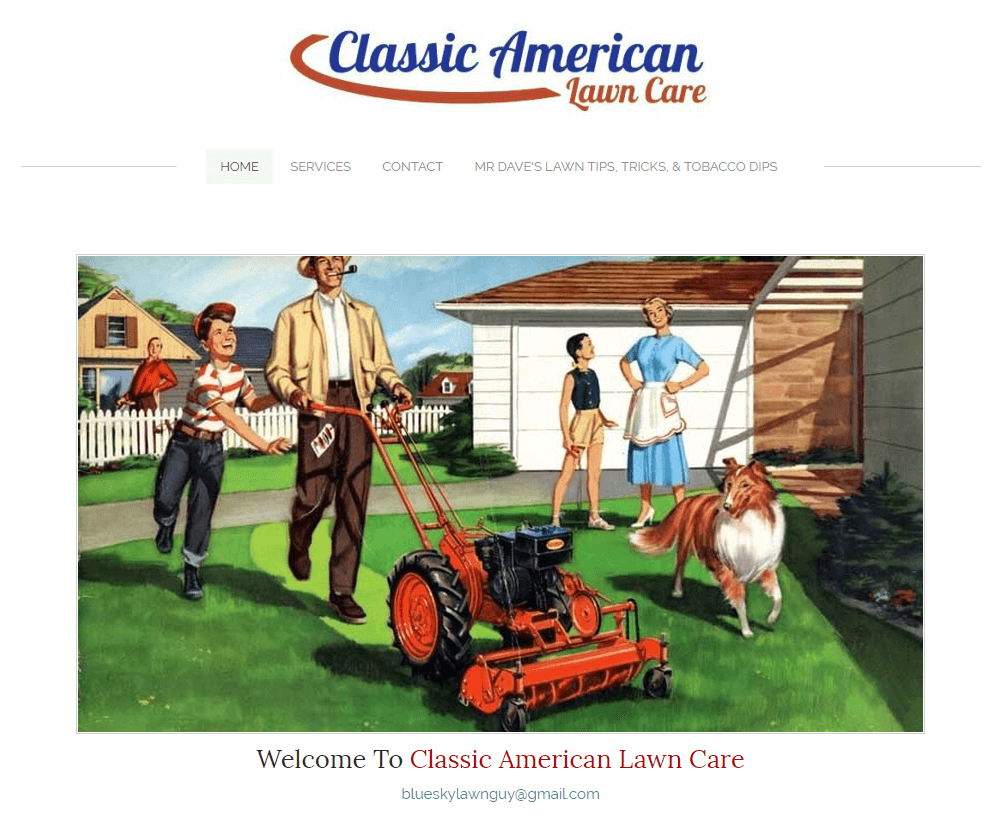 Classic American
Lawn Care
HOME SERVICES CONTACT MR DAVE'S LAWN TIPS, TRICKS, & TOBACCO DIPS
Welcome To Classic American Lawn Care
blueskylawnguy@gmail.com